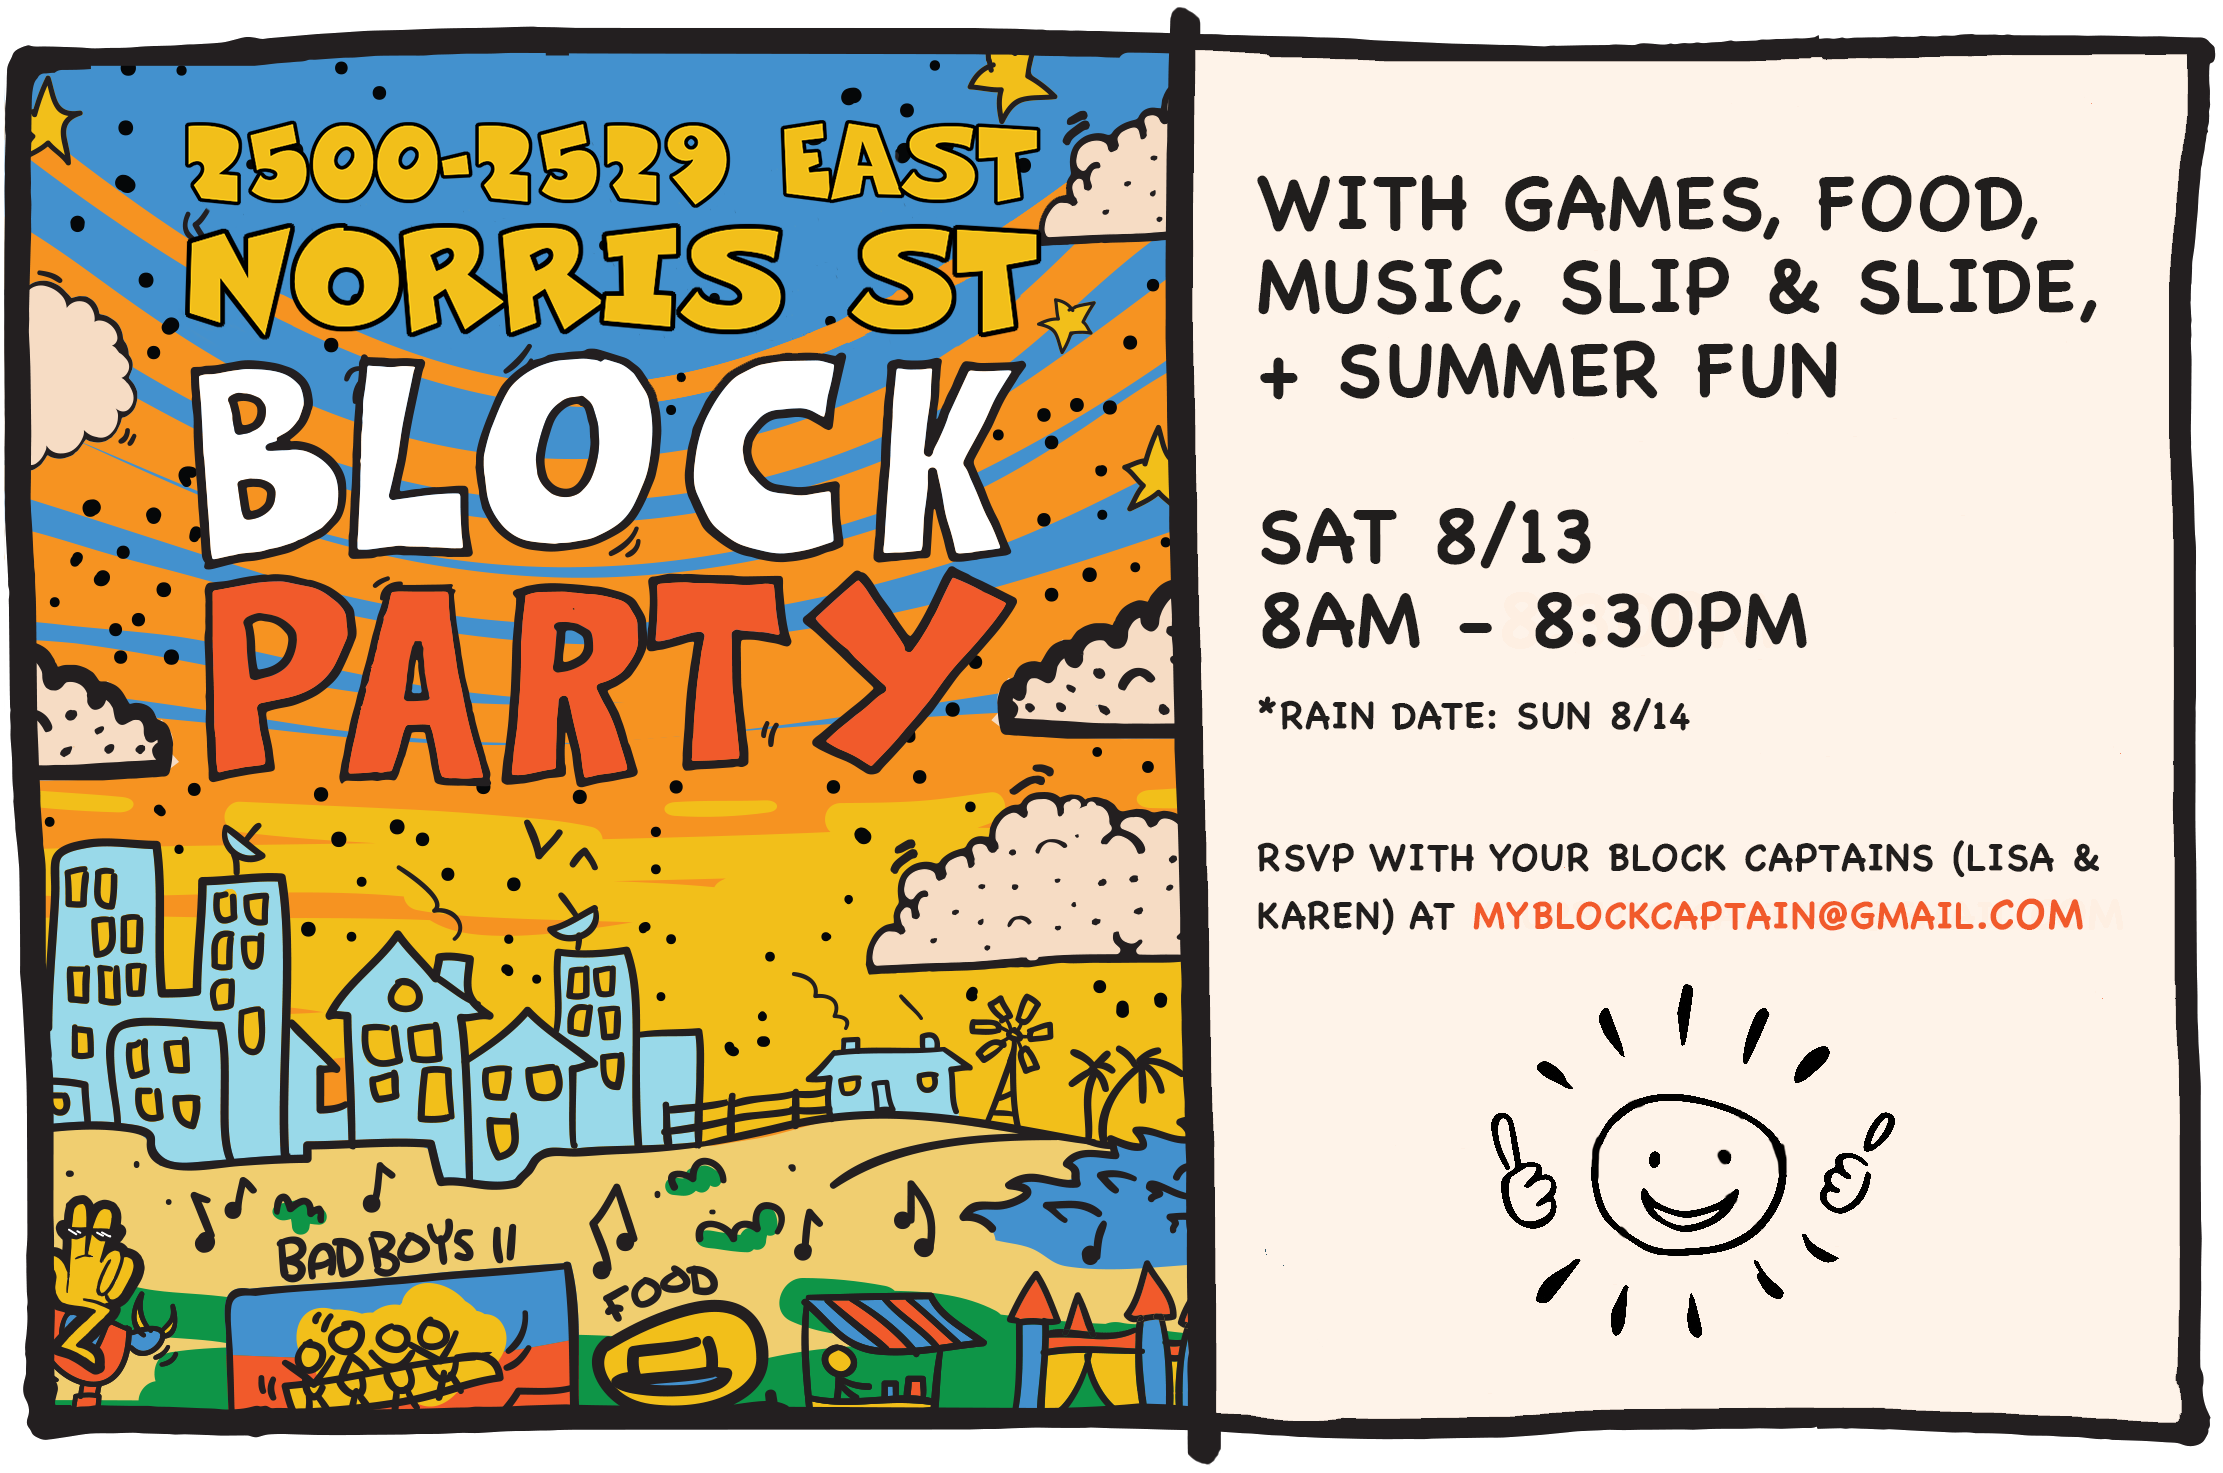 2500-2529 EAST
NORRIS ST
BLOCK
PARTY
BAD BOYS II
FOOD
WITH GAMES, FOOD,
MUSIC, SLIP & SLIDE,
+ SUMMER FUN
SAT 8/13
8AM - 8:30PM
*RAIN DATE: SUN 8/14
RSVP WITH YOUR BLOCK CAPTAINS (LISA &
KAREN) AT MYBLOCKCAPTAIN@GMAIL.COM